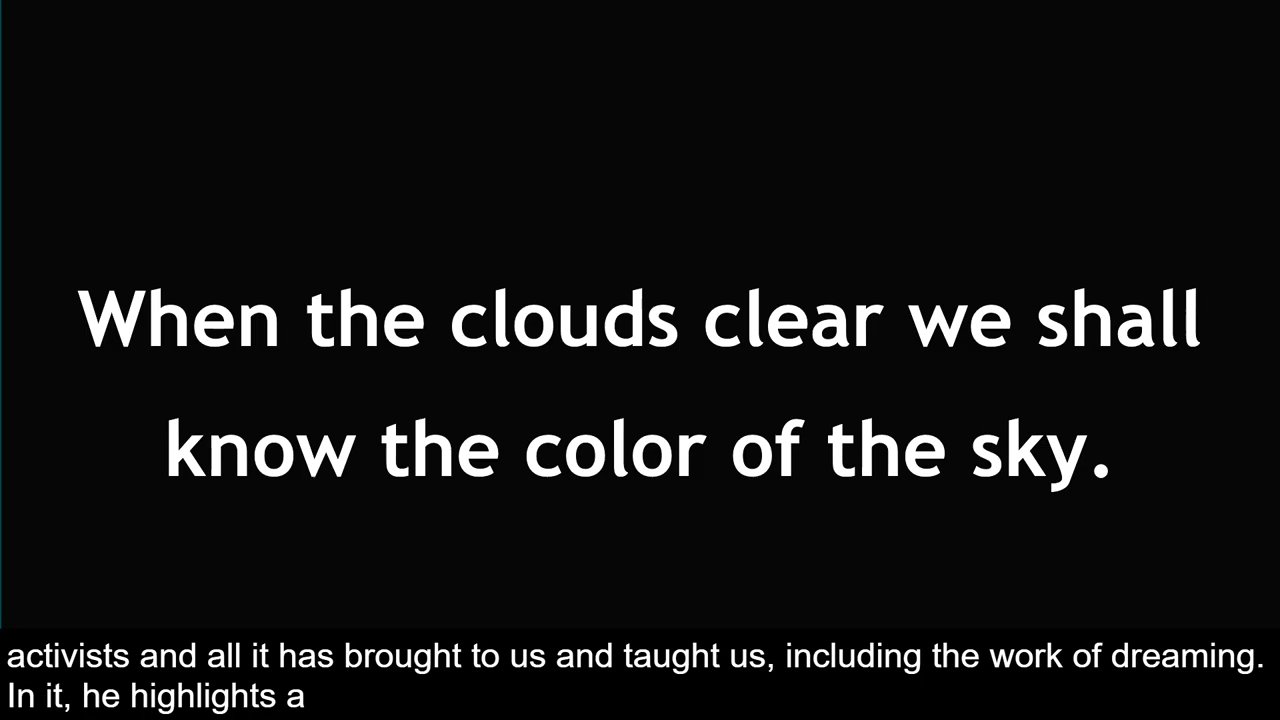 When the clouds clear we shall
know the color of the sky.
activists and all it has brought to us and taught us, including the work of dreaming.
In it, he highlights a